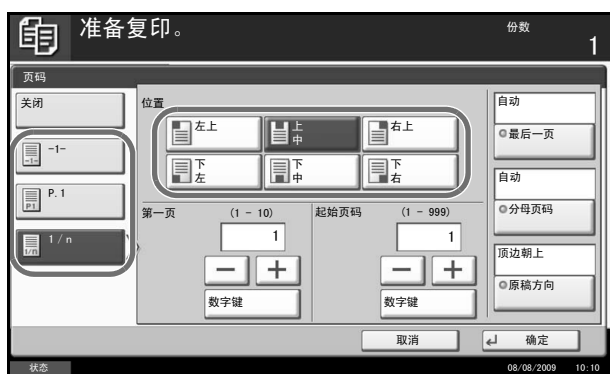 准备复印。
份数
1
页码
关闭
-1-
P.1
1/n
位置
左上
上中
右上
下左
下中
下右
第一页 (1 - 10)
1
数字键
起始页码 (1 - 999)
1
数字键
自动
最后一页
自动
分母页码
顶边朝上
原稿方向
取消
确定
状态
08/08/2009 10:10